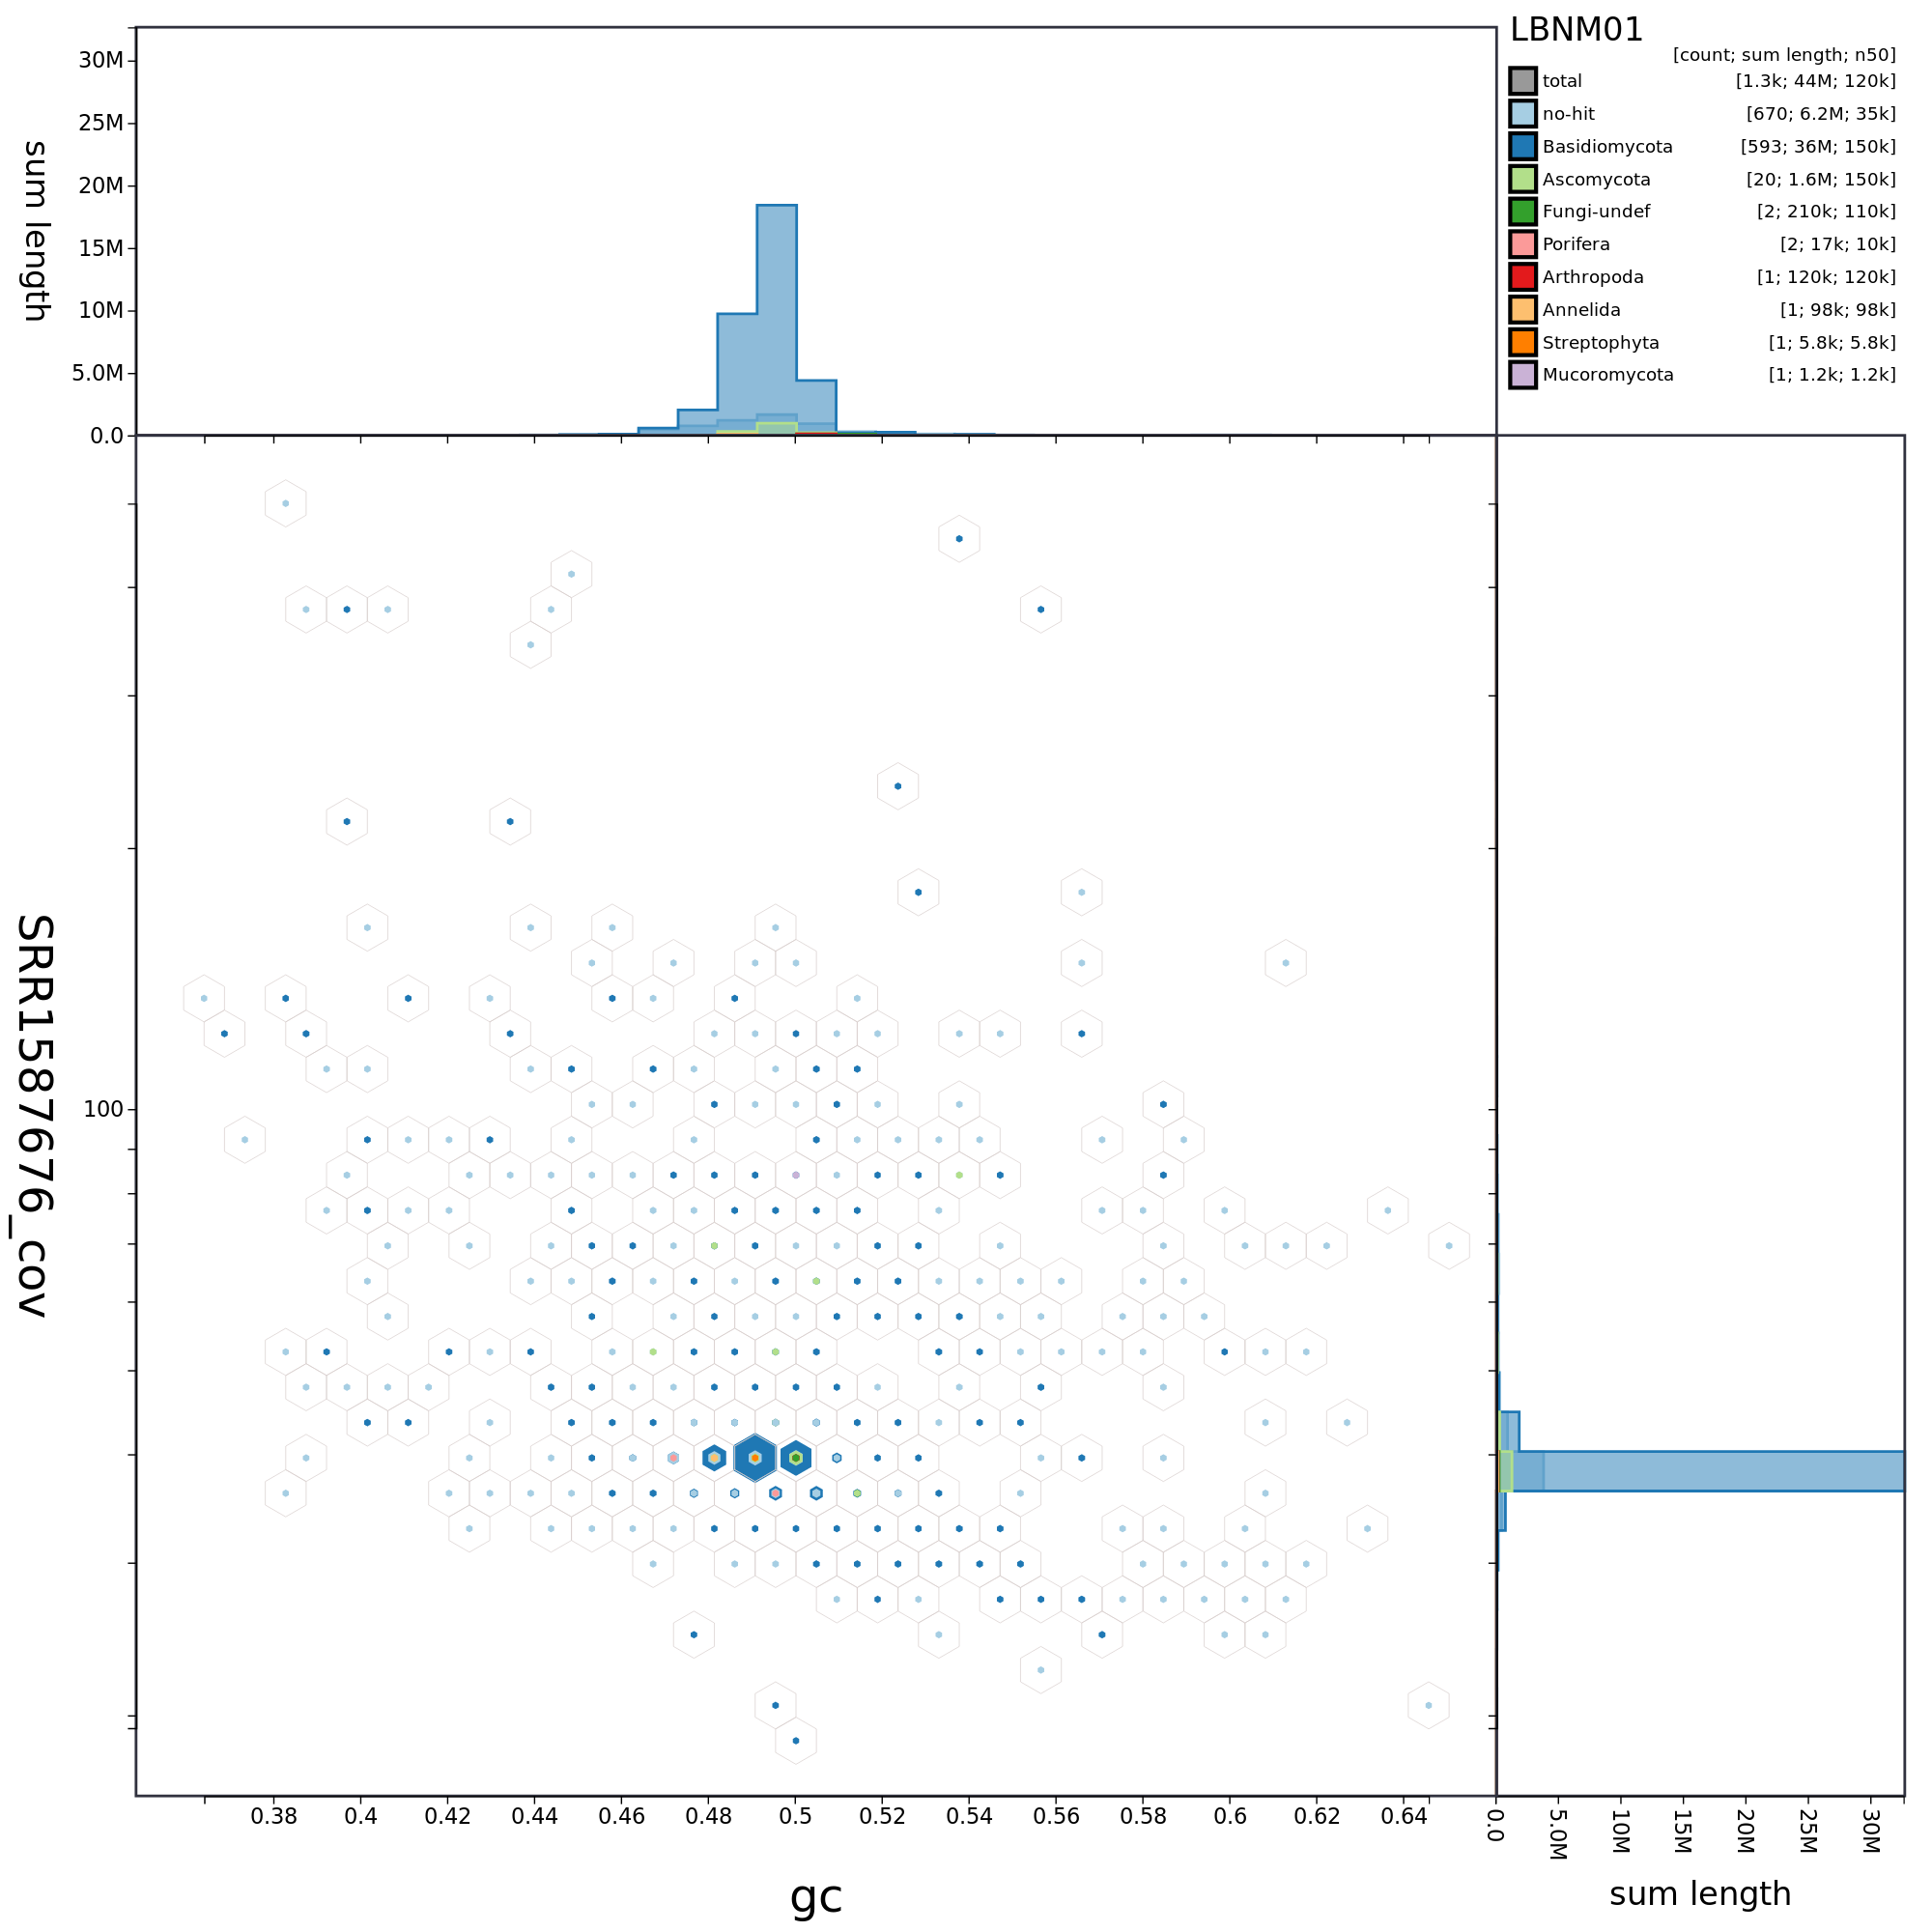 LBNM01
[count; sum length; n50]
total [1.3k; 44M; 120k]
no-hit [670; 6.2M; 35k]
Basidiomycota [593; 36M; 150k]
Ascomycota [20; 1.6M; 150k]
Fungi-undef [2; 210k; 110k]
Porifera [2; 17k; 10k]
Arthropoda [1; 120k; 120k]
Annelida [1; 98k; 98k]
Streptophyta [1; 5.8k; 5.8k]
Mucoromycota [1; 1.2k; 1.2k]
sum length
30M
25M
20M
15M
10M
5.0M
0.0
SRR1587676_cov
100
0.38 0.4 0.42 0.44 0.46 0.48 0.5 0.52 0.54 0.56 0.58 0.6 0.62 0.64
gc
0.0 5.0M 10M 15M 20M 25M 30M
sum length